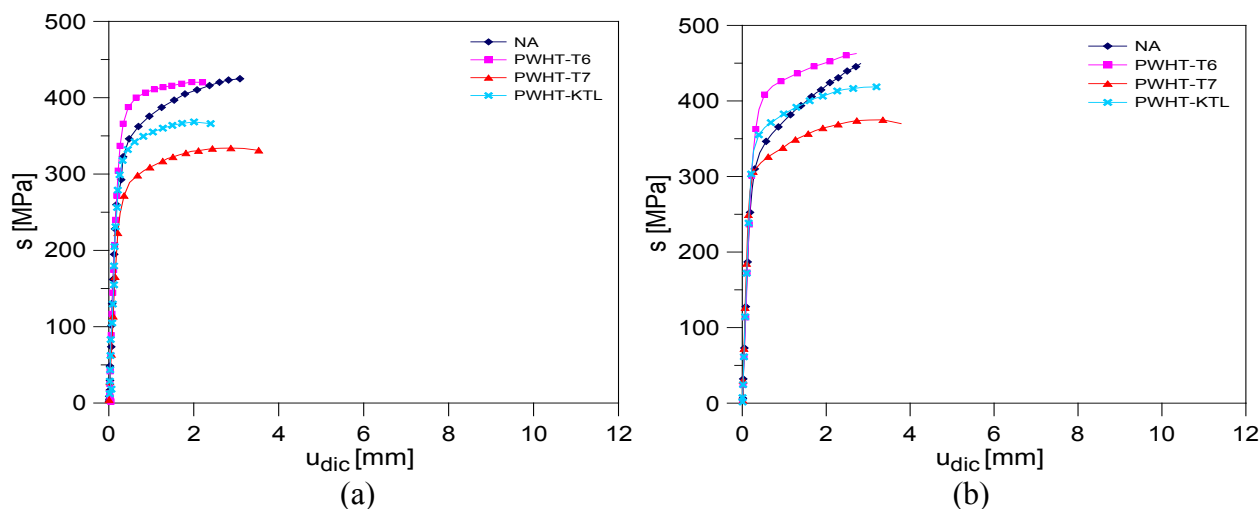 500
400
300
200
100
0
s [MPa]
0 2 4 6 8 10 12
u_dic [mm]
NA
PWHT-T6
PWHT-T7
PWHT-KTL
(a)
500
400
300
200
100
0
s [MPa]
0 2 4 6 8 10 12
u_dic [mm]
NA
PWHT-T6
PWHT-T7
PWHT-KTL
(b)